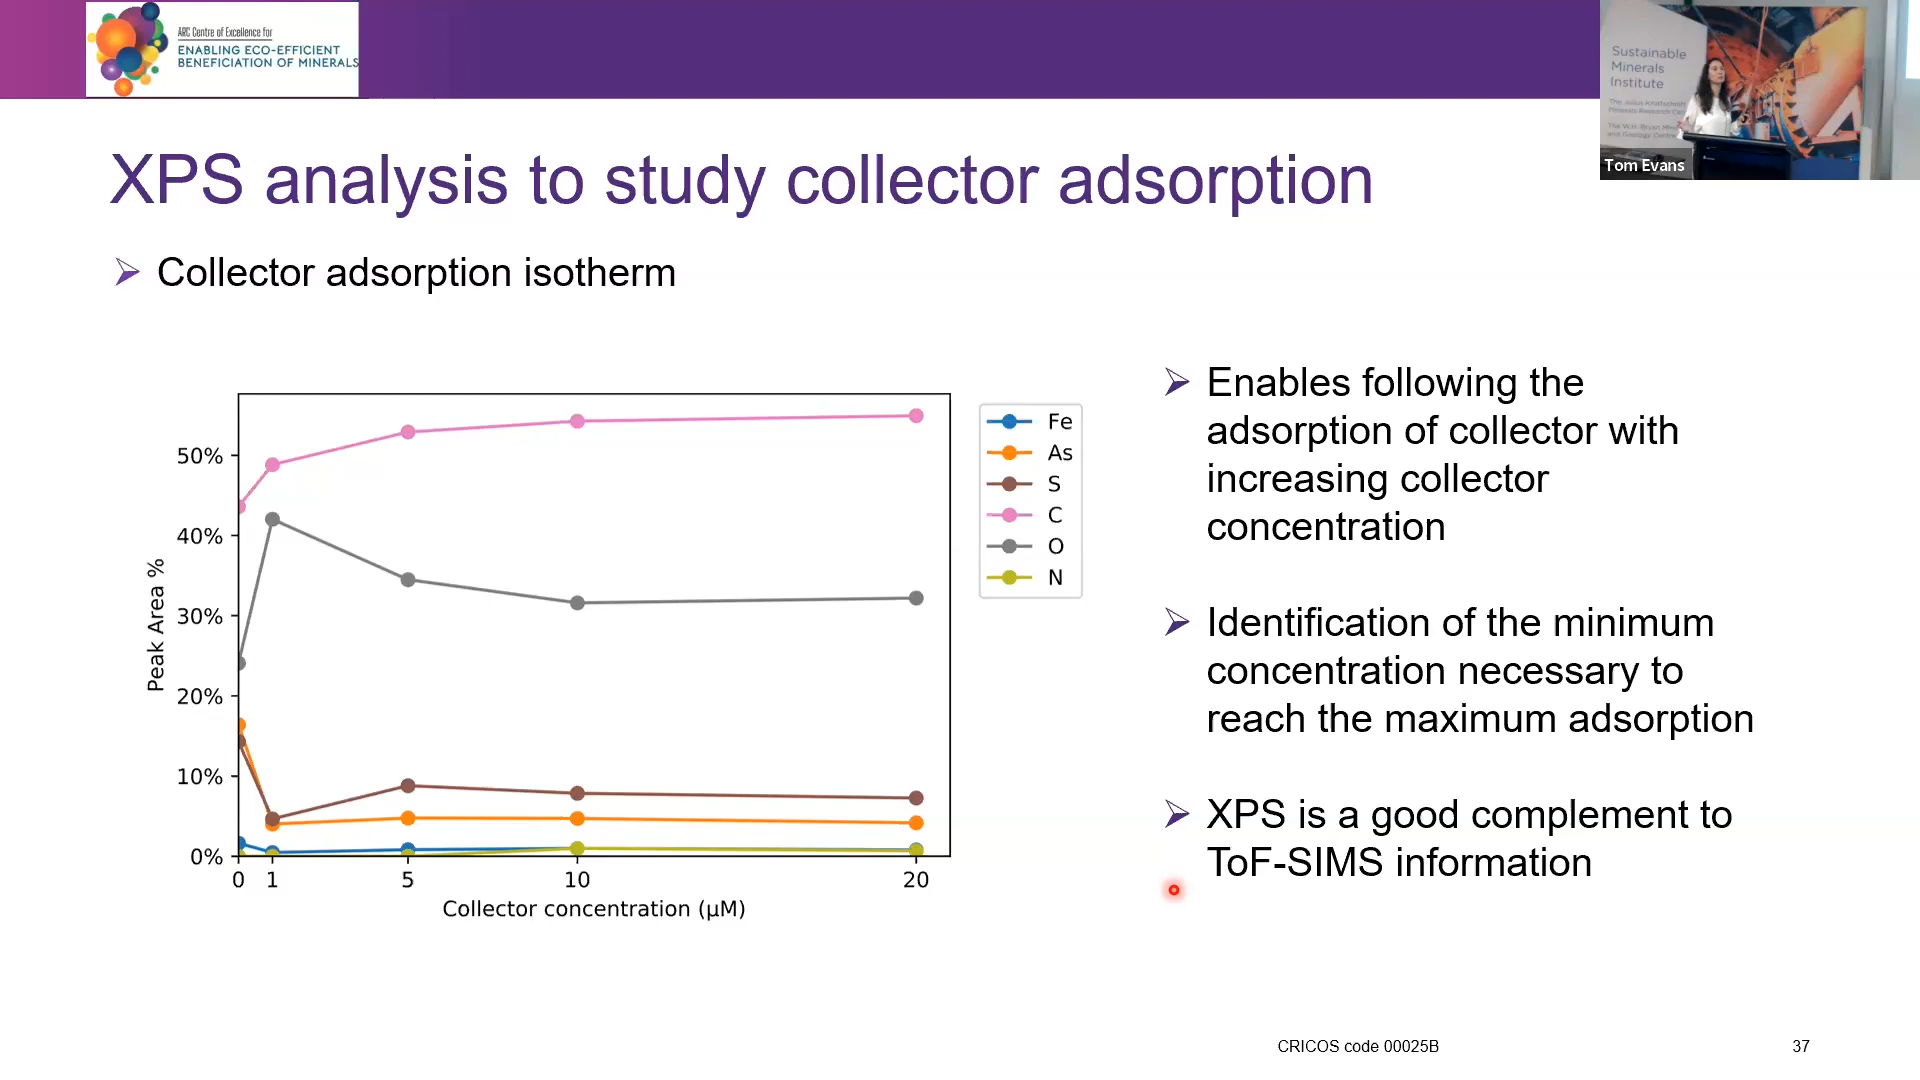 ARC Centre of Excellence for
ENABLING ECO-EFFICIENT
BENEFICIATION OF MINERALS
Sustainable
Minerals
Institute
Tom Evans
XPS analysis to study collector adsorption
Collector adsorption isotherm
Peak Area %
50%
40%
30%
20%
10%
0%
0 1 5 10 20
Collector concentration (µM)
Fe
As
S
C
O
N
Enables following the
adsorption of collector with
increasing collector
concentration
Identification of the minimum
concentration necessary to
reach the maximum adsorption
XPS is a good complement to
ToF-SIMS information
CRICOS code 00025B
37